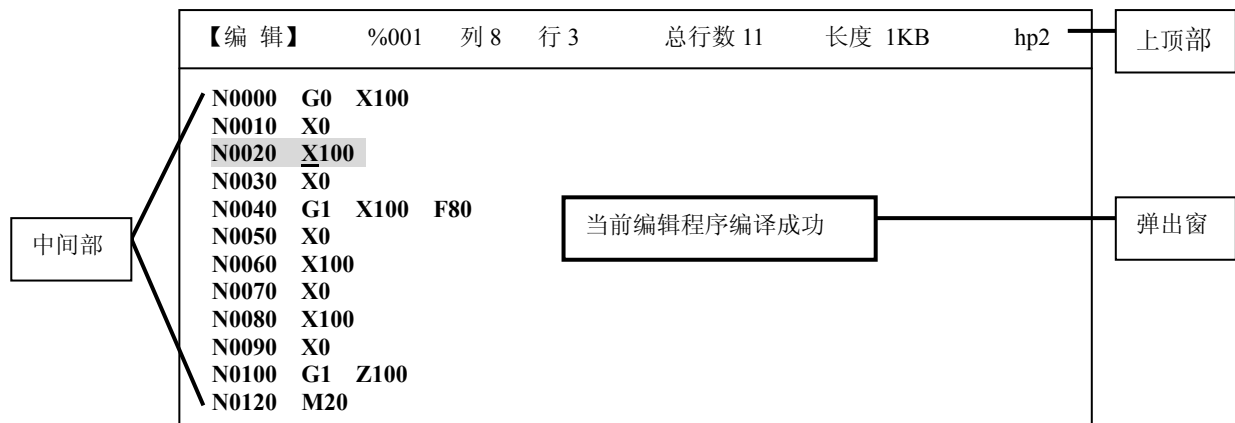 【编 辑】 %001 列 8 行 3 总行数 11 长度 1KB hp2
上顶部
N0000 G0 X100
N0010 X0
N0020 X100
N0030 X0
N0040 G1 X100 F80
N0050 X0
N0060 X100
N0070 X0
N0080 X100
N0090 X0
N0100 G1 Z100
N0120 M20
中间部
当前编辑程序编译成功
弹出窗